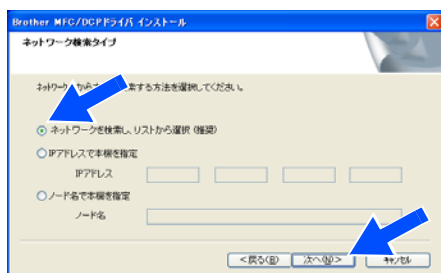 Brother MFC/DCPドライバ インストール
ネットワーク検索タイプ
ネットワークから する方法を選択してください。
ネットワークを検索し、リストから選択 (推奨)
IPアドレスで本機を指定
IPアドレス
ノード名で本機を指定
ノード名
<戻る(B) 次へ(N)> キャンセル